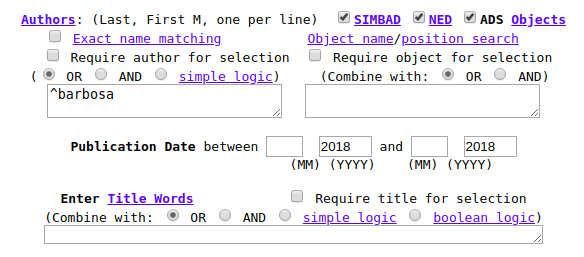 Authors: (Last, First M, one per line) SIMBAD NED ADS Objects
Exact name matching Object name/position search
Require author for selection Require object for selection
( OR AND simple logic) (Combine with: OR AND)
^barbosa
Publication Date between 2018 and 2018
(MM) (YYYY) (MM) (YYYY)
Enter Title Words Require title for selection
(Combine with: OR AND simple logic boolean logic)